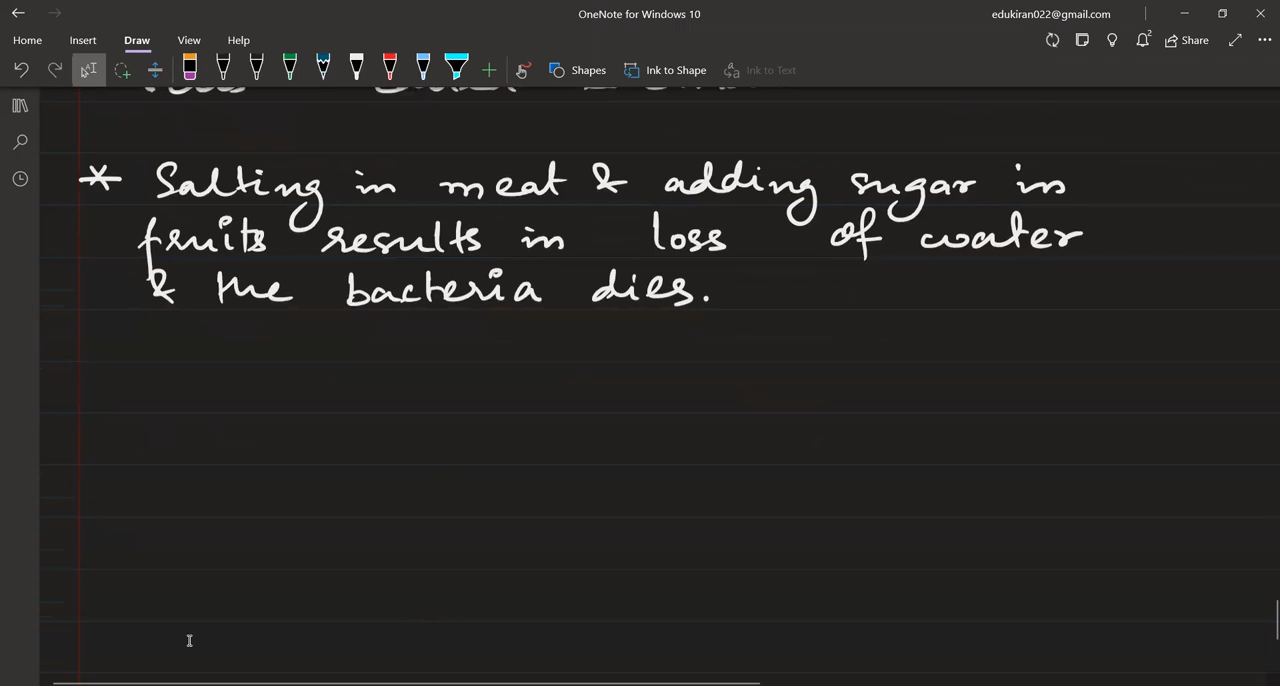 OneNote for Windows 10
edukiran022@gmail.com
Home Insert Draw View Help
Share
Shapes Ink to Shape Ink to Text
* Salting in meat & adding sugar in
fruits results in loss of water
& the bacteria dies.